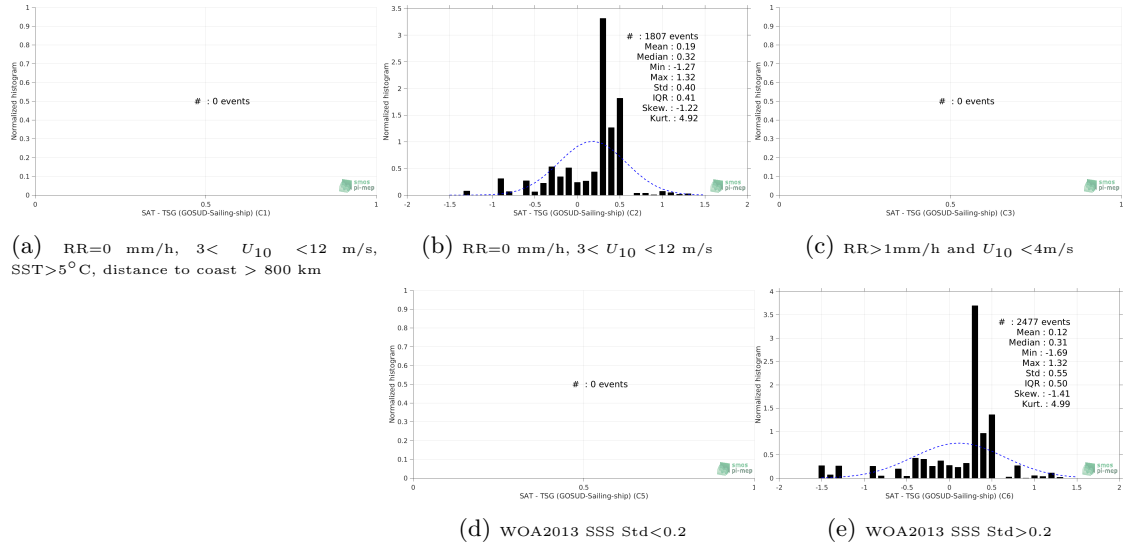 1
0.9
0.8
0.7
0.6
0.5
0.4
0.3
0.2
0.1
0
Normalized histogram
# : 0 events
smos
pi-mep
0 0.5 1
SAT - TSG (GOSUD-Sailing-ship) (C1)
(a) RR=0 mm/h, 3< U10 <12 m/s,
SST>5°C, distance to coast > 800 km
3.5
3
2.5
2
1.5
1
0.5
0
Normalized histogram
# : 1807 events
Mean : 0.19
Median : 0.32
Min : -1.27
Max : 1.32
Std : 0.40
IQR : 0.41
Skew. : -1.22
Kurt. : 4.92
smos
pi-mep
-2 -1.5 -1 -0.5 0 0.5 1 1.5 2
SAT - TSG (GOSUD-Sailing-ship) (C2)
(b) RR=0 mm/h, 3< U10 <12 m/s
1
0.9
0.8
0.7
0.6
0.5
0.4
0.3
0.2
0.1
0
Normalized histogram
# : 0 events
smos
pi-mep
0 0.5 1
SAT - TSG (GOSUD-Sailing-ship) (C3)
(c) RR>1mm/h and U10 <4m/s
1
0.9
0.8
0.7
0.6
0.5
0.4
0.3
0.2
0.1
0
Normalized histogram
# : 0 events
smos
pi-mep
0 0.5 1
SAT - TSG (GOSUD-Sailing-ship) (C5)
(d) WOA2013 SSS Std<0.2
4
3.5
3
2.5
2
1.5
1
0.5
0
Normalized histogram
# : 2477 events
Mean : 0.12
Median : 0.31
Min : -1.69
Max : 1.32
Std : 0.55
IQR : 0.50
Skew. : -1.41
Kurt. : 4.99
smos
pi-mep
-2 -1.5 -1 -0.5 0 0.5 1 1.5 2
SAT - TSG (GOSUD-Sailing-ship) (C6)
(e) WOA2013 SSS Std>0.2